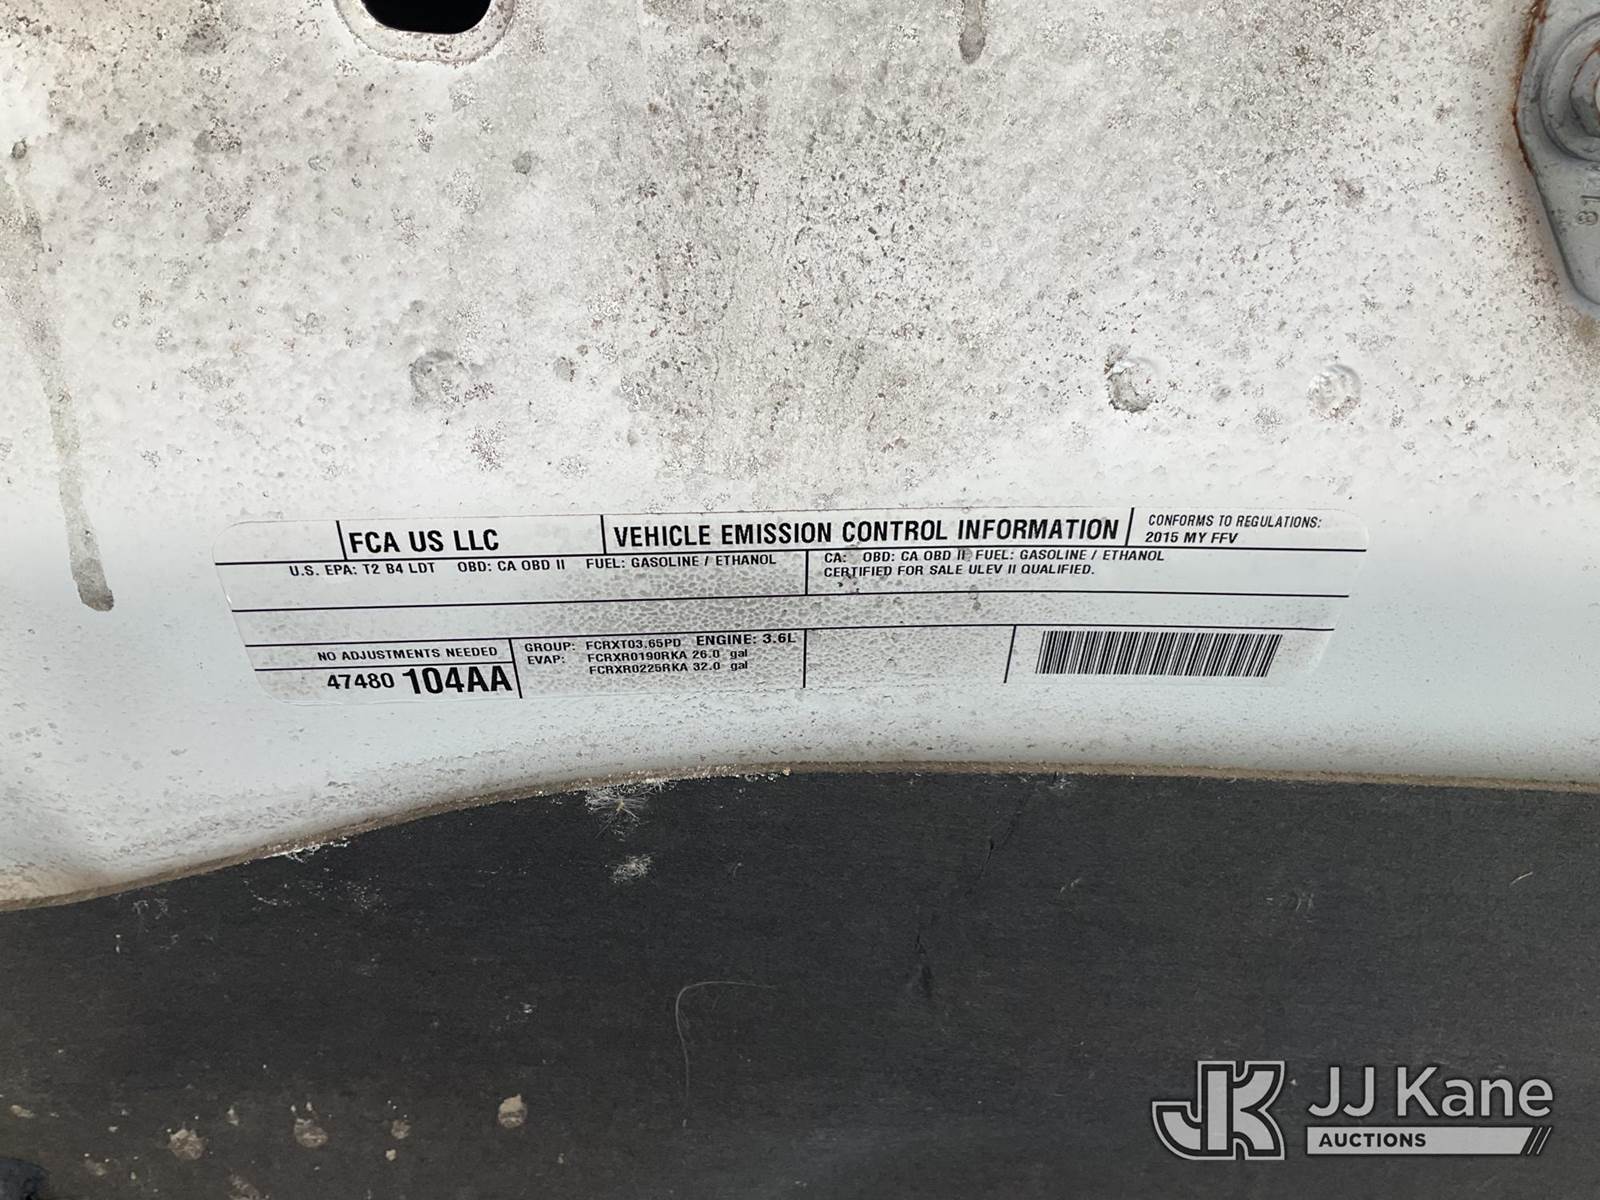 FCA US LLC
VEHICLE EMISSION CONTROL INFORMATION
CONFORMS TO REGULATIONS:
2015 MY FFV
U.S. EPA: T2 B4 LDT OBD: CA OBD II FUEL: GASOLINE / ETHANOL
CA: OBD: CA OBD II FUEL: GASOLINE / ETHANOL
CERTIFIED FOR SALE ULEV II QUALIFIED.
NO ADJUSTMENTS NEEDED
47480 104AA
GROUP: FCRXT03.65PD ENGINE: 3.6L
EVAP: FCRXR0190RKA 26.0 gal
FCRXR0225RKA 32.0 gal
81
JK JJ Kane
AUCTIONS